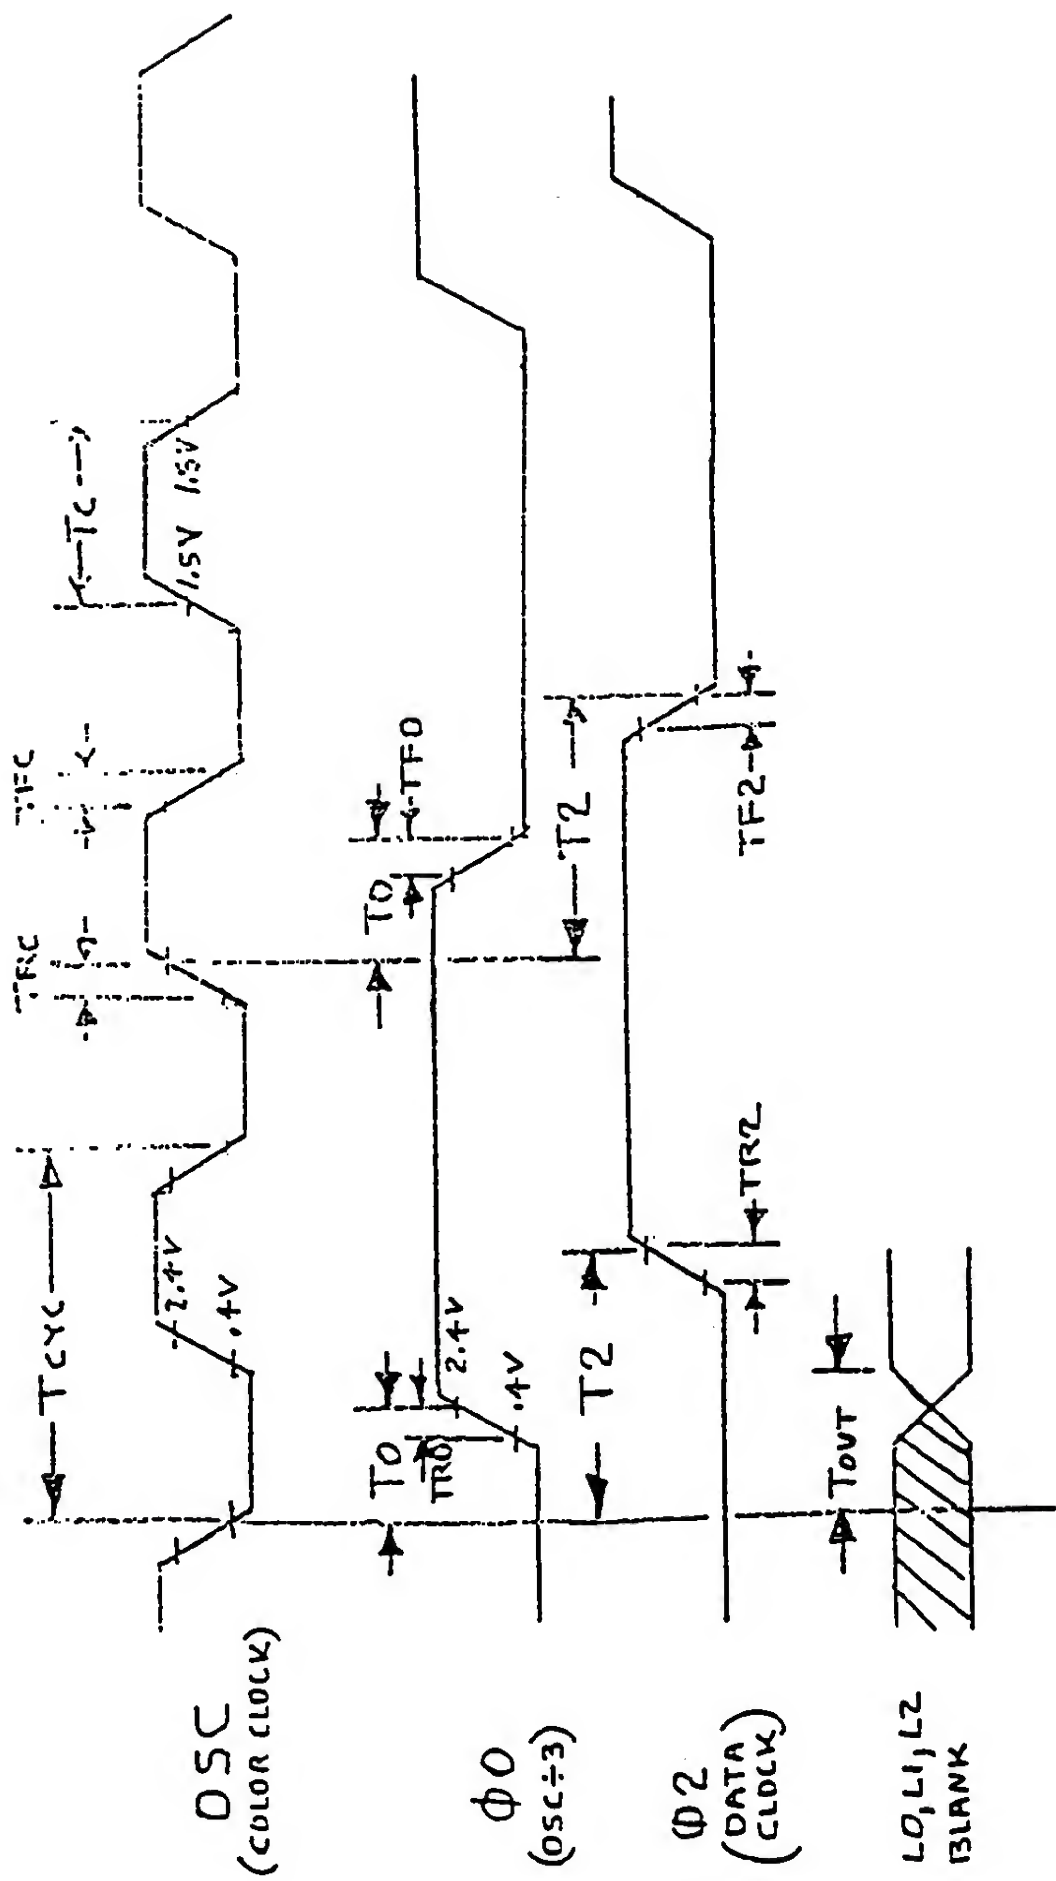 OSC
(COLOR CLOCK)
TCYC
2.4V
.4V
TRC
TFC
TC
1.5V 1.5V
Φ0
(OSC÷3)
T0
TR0
2.4V
.4V
T0
TF0
Φ2
(DATA
CLOCK)
T2
TR2
T2
TF2
L0, L1, L2
BLANK
TOUT